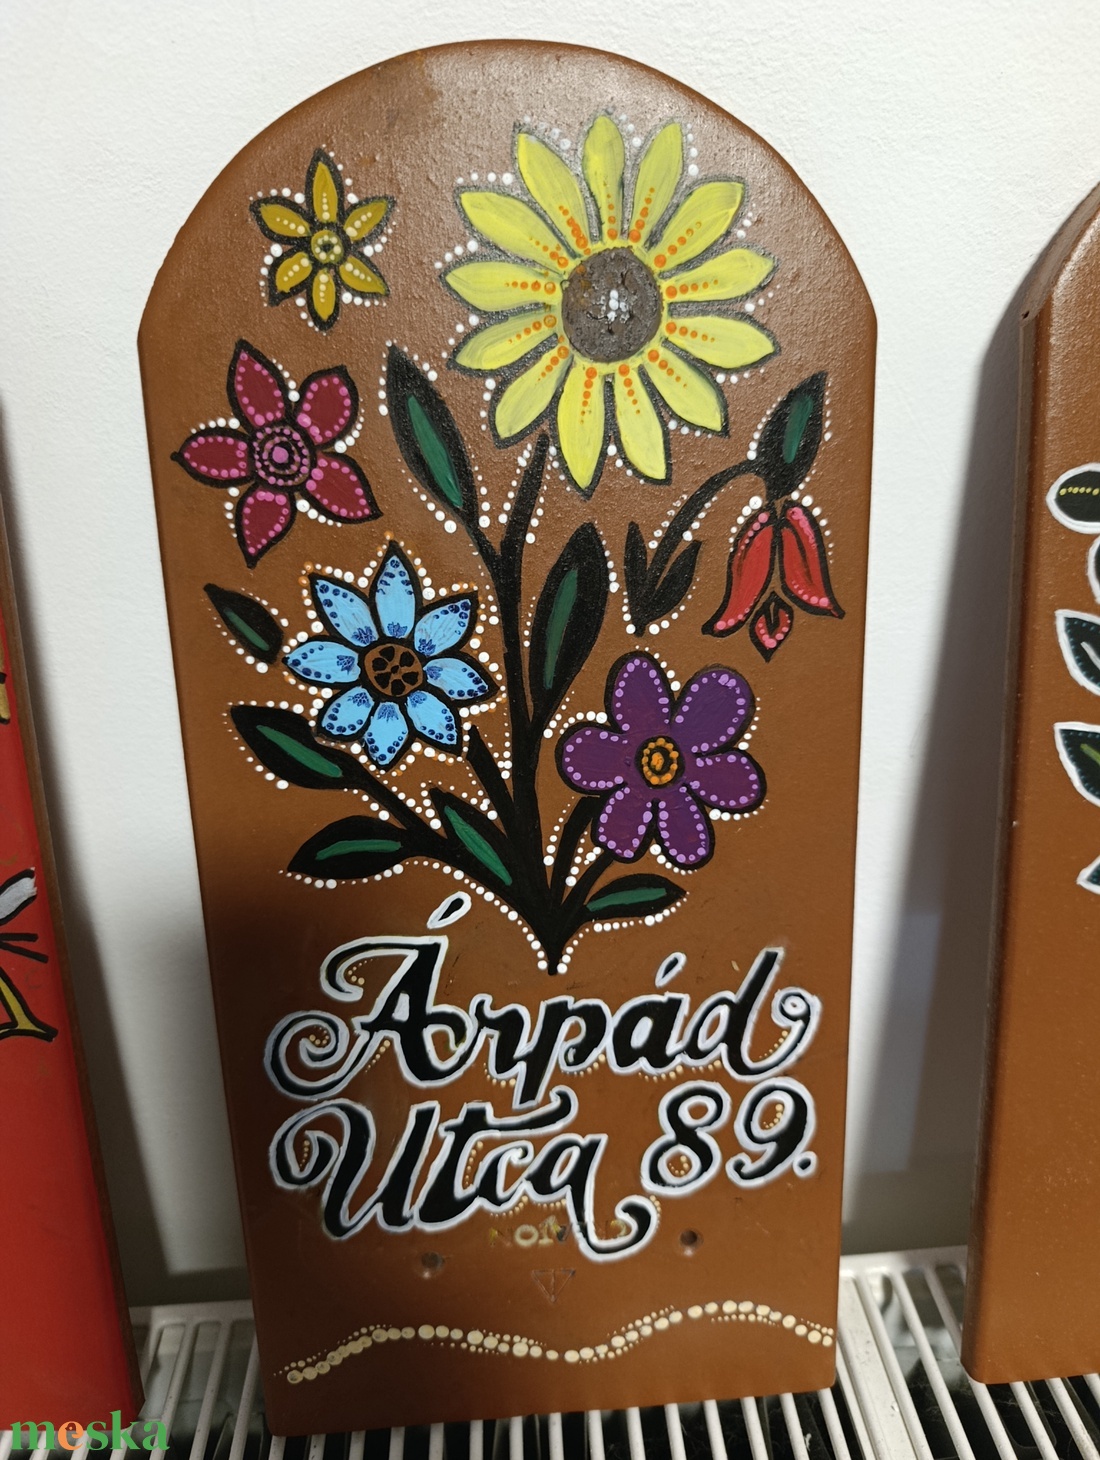 Árpád
Utca 89.
meska